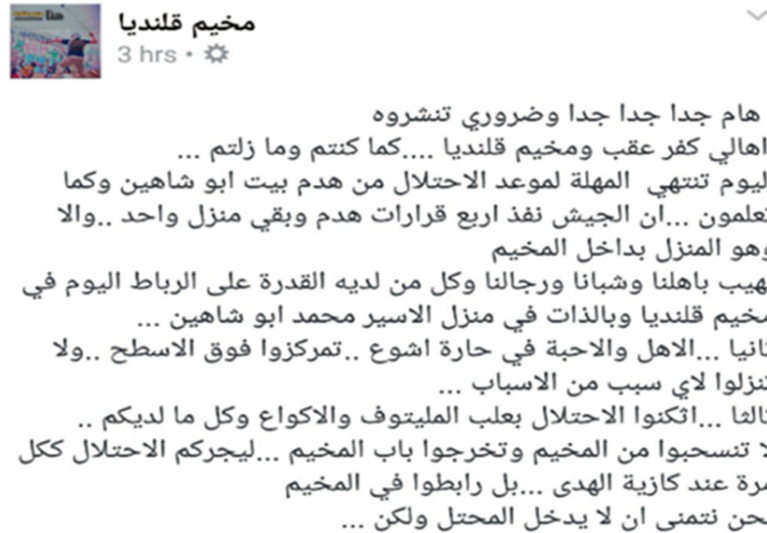 مخيم قلنديا
3 hrs
هام جدا جدا جدا وضروري تنشروه
اهالي كفر عقب ومخيم قلنديا ....كما كنتم وما زلتم ...
ليوم تنتهي المهلة لموعد الاحتلال من هدم بيت ابو شاهين وكما
تعلمون ...ان الجيش نفذ اربع قرارات هدم وبقي منزل واحد ..والا
وهو المنزل بداخل المخيم
نهيب باهلنا وشبانا ورجالنا وكل من لديه القدرة على الرباط اليوم في
مخيم قلنديا وبالذات في منزل الاسير محمد ابو شاهين ...
ثانيا ...الاهل والاحبة في حارة اشوع ..تمركزوا فوق الاسطح ..ولا
تنزلوا لاي سبب من الاسباب ...
ثالثا ...اثكنوا الاحتلال بعلب المليتوف والاكواع وكل ما لديكم ..
لا تنسحبوا من المخيم وتخرجوا باب المخيم ...ليجركم الاحتلال ككل
مرة عند كازية الهدى ...بل رابطوا في المخيم
نحن نتمنى ان لا يدخل المحتل ولكن ...